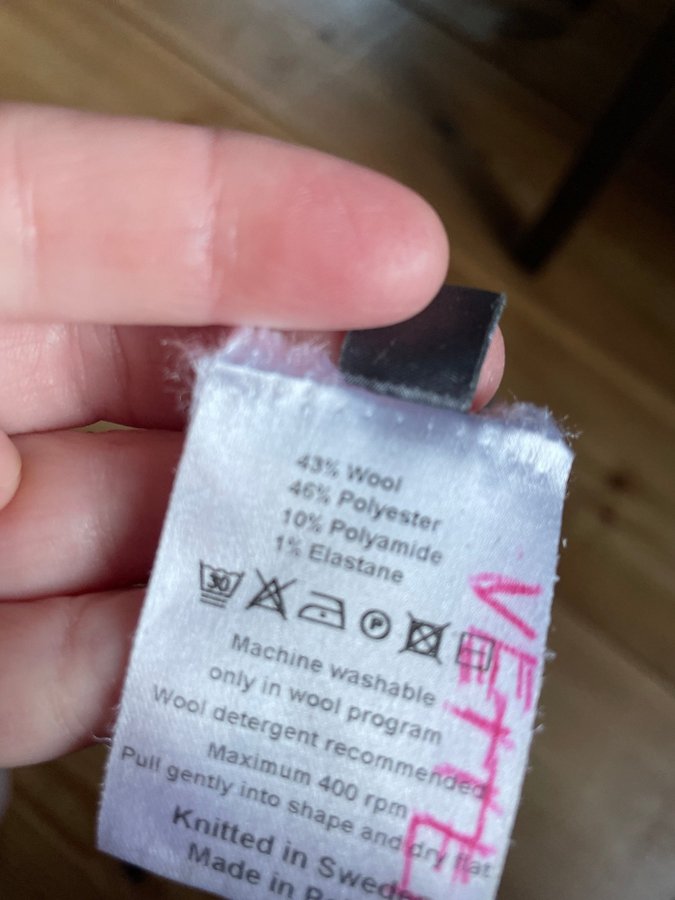 43% Wool
46% Polyester
10% Polyamide
1% Elastane
30 P
Machine washable
only in wool program
Wool detergent recommended
Maximum 400 rpm
Pull gently into shape and dry flat
Knitted in Sweden
Made in
VETTE